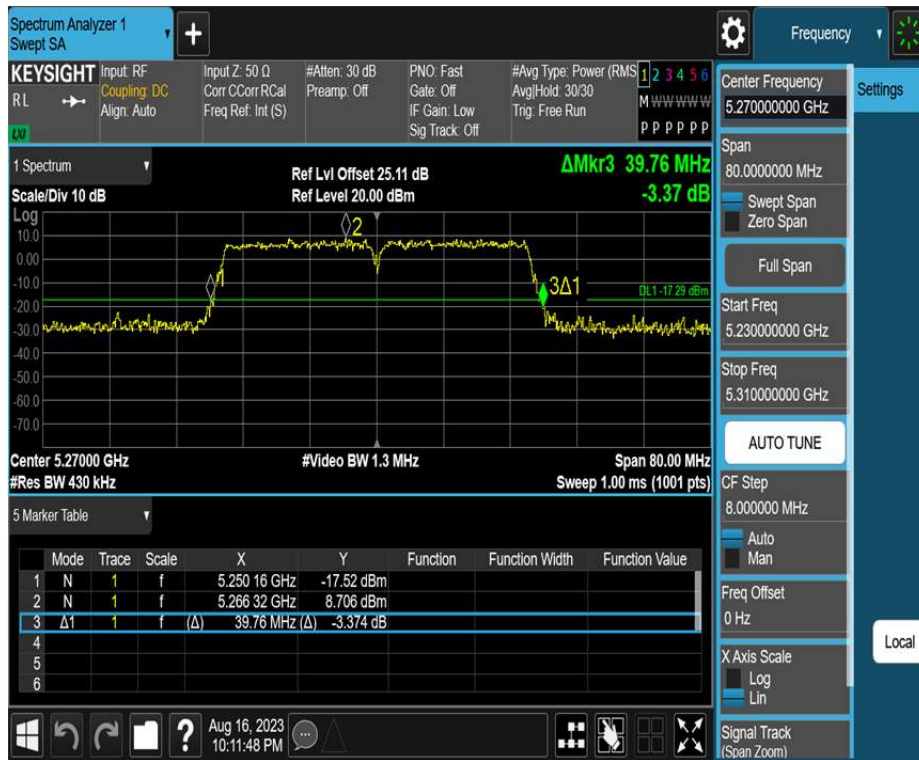 Spectrum Analyzer 1
Swept SA
+
Frequency
KEYSIGHT
RL
LXI
Input: RF
Coupling: DC
Align: Auto
Input Z: 50 Ω
Corr CCorr RCal
Freq Ref: Int (S)
#Atten: 30 dB
Preamp: Off
PNO: Fast
Gate: Off
IF Gain: Low
Sig Track: Off
#Avg Type: Power (RMS
Avg|Hold: 30/30
Trig: Free Run
1 2 3 4 5 6
M W W W W W
P P P P P P
1 Spectrum
Scale/Div 10 dB
Ref Lvl Offset 25.11 dB
Ref Level 20.00 dBm
ΔMkr3 39.76 MHz
-3.37 dB
Log
10.0
0.00
-10.0
-20.0
-30.0
-40.0
-50.0
-60.0
-70.0
2
3Δ1
DL1 -17.29 dBm
Center 5.27000 GHz
#Res BW 430 kHz
#Video BW 1.3 MHz
Span 80.00 MHz
Sweep 1.00 ms (1001 pts)
5 Marker Table
Mode Trace Scale X Y Function Function Width Function Value
1 N 1 f 5.250 16 GHz -17.52 dBm
2 N 1 f 5.266 32 GHz 8.706 dBm
3 Δ1 1 f (Δ) 39.76 MHz (Δ) -3.374 dB
4
5
6
?
Aug 16, 2023
10:11:48 PM
Center Frequency
5.270000000 GHz
Span
80.0000000 MHz
Swept Span
Zero Span
Full Span
Start Freq
5.230000000 GHz
Stop Freq
5.310000000 GHz
AUTO TUNE
CF Step
8.000000 MHz
Auto
Man
Freq Offset
0 Hz
X Axis Scale
Log
Lin
Signal Track
(Span Zoom)
Settings
Local